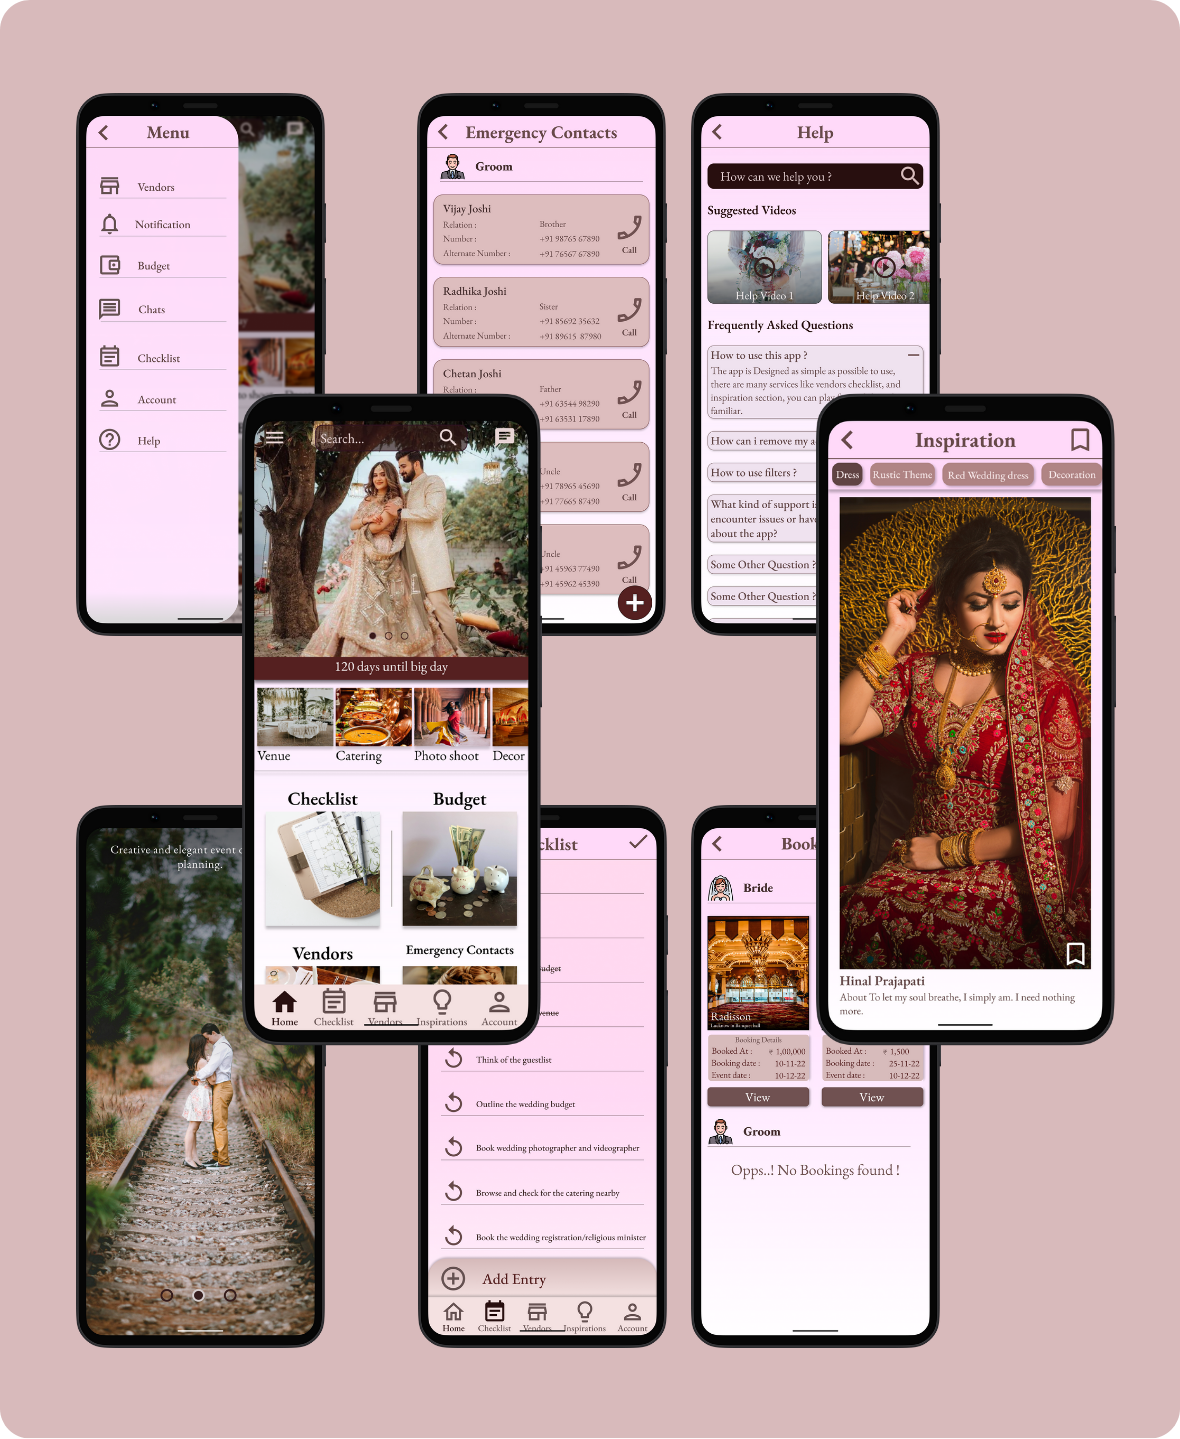 Menu
Vendors
Notification
Budget
Chats
Checklist
Account
Help
Emergency Contacts
Groom
Vijay Joshi
Relation : Brother
Number : +91 98765 67890
Alternate Number : +91 76567 67890
Call
Radhika Joshi
Relation : Sister
Number : +91 85692 35632
Alternate Number : +91 89615 87980
Call
Chetan Joshi
Relation : Father
+91 63544 98290
+91 63531 17890
Call
Uncle
+91 78965 45690
+91 77665 87490
Call
Uncle
+91 45963 77490
+91 45962 45390
Call
Help
How can we help you ?
Suggested Videos
Help Video 1
Help Video 2
Frequently Asked Questions
How to use this app ?
The app is Designed as simple as possible to use,
there are many services like vendors checklist, and
inspiration section, you can play
familiar.
How can i remove my a
How to use filters ?
What kind of support i
encounter issues or hav
about the app?
Some Other Question ?
Some Other Question ?
Search...
120 days until big day
Venue
Catering
Photo shoot
Decor
Checklist
Budget
Vendors
Emergency Contacts
Home
Checklist
Vendors
Inspirations
Account
Inspiration
Dress
Rustic Theme
Red Wedding dress
Decoration
Hinal Prajapati
About To let my soul breathe, I simply am. I need nothing
more.
Creative and elegant event
planning.
cklist
udget
venue
Think of the guestlist
Outline the wedding budget
Book wedding photographer and videographer
Browse and check for the catering nearby
Book the wedding registration/religious minister
Add Entry
Home
Checklist
Vendors
Inspirations
Account
Book
Bride
Radisson
Booking Details
Booked At : ₹ 1,00,000
Booking date : 10-11-22
Event date : 10-12-22
View
Booked At : ₹ 1,500
Booking date : 25-11-22
Event date : 10-12-22
View
Groom
Opps..! No Bookings found !